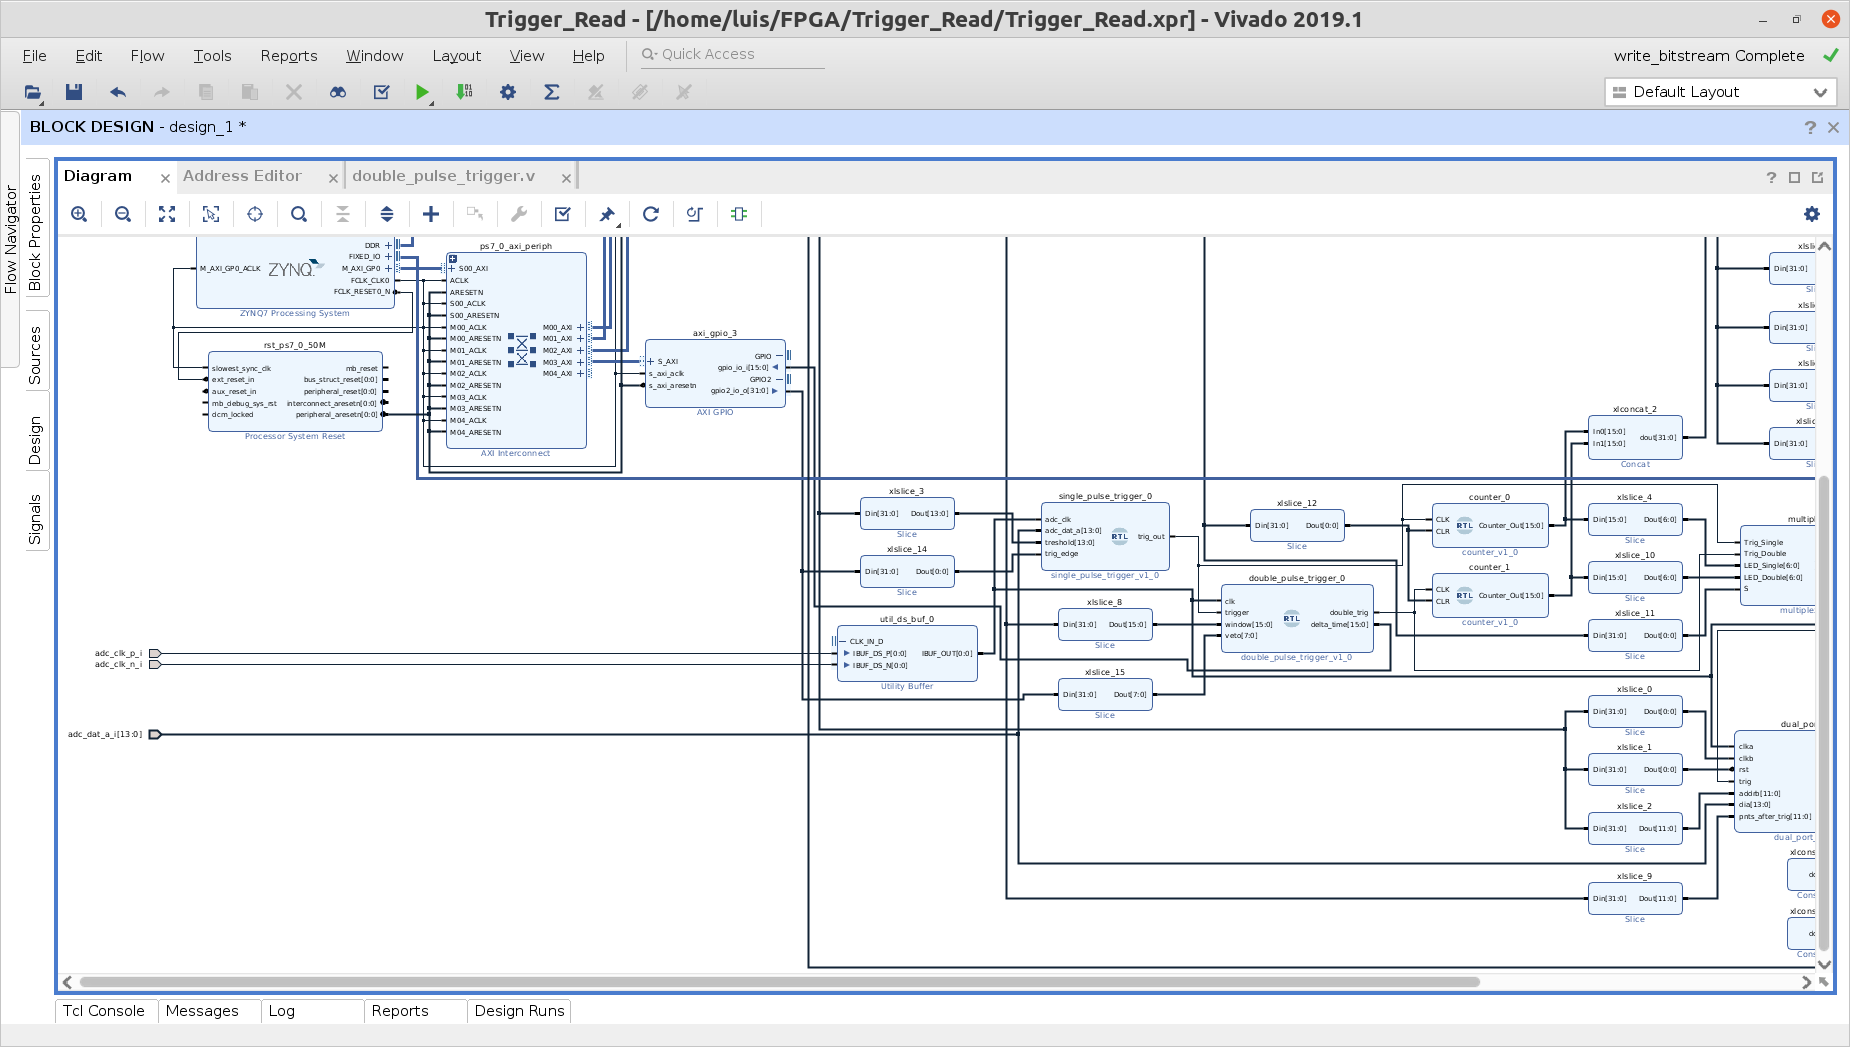 Trigger_Read - [/home/luis/FPGA/Trigger_Read/Trigger_Read.xpr] - Vivado 2019.1
File Edit Flow Tools Reports Window Layout View Help Quick Access
write_bitstream Complete
Default Layout
BLOCK DESIGN - design_1 *
Flow Navigator
Block Properties
Sources
Design
Signals
Diagram
Address Editor
double_pulse_trigger.v
DDR
FIXED_IO
M_AXI_GP0
FCLK_CLK0
FCLK_RESET0_N
M_AXI_GP0_ACLK
ZYNQ
ZYNQ7 Processing System
rst_ps7_0_50M
slowest_sync_clk
ext_reset_in
aux_reset_in
mb_debug_sys_rst
dcm_locked
mb_reset
bus_struct_reset[0:0]
peripheral_reset[0:0]
interconnect_aresetn[0:0]
peripheral_aresetn[0:0]
Processor System Reset
ps7_0_axi_periph
S00_AXI
ACLK
ARESETN
S00_ACLK
S00_ARESETN
M00_ACLK
M00_ARESETN
M01_ACLK
M01_ARESETN
M02_ACLK
M02_ARESETN
M03_ACLK
M03_ARESETN
M04_ACLK
M04_ARESETN
M00_AXI
M01_AXI
M02_AXI
M03_AXI
M04_AXI
AXI Interconnect
axi_gpio_3
S_AXI
s_axi_aclk
s_axi_aresetn
GPIO
gpio_io_i[15:0]
GPIO2
gpio2_io_o[31:0]
AXI GPIO
adc_clk_p_i
adc_clk_n_i
adc_dat_a_i[13:0]
xlslice_3
Din[31:0] Dout[13:0]
Slice
xlslice_14
Din[31:0] Dout[0:0]
Slice
util_ds_buf_0
CLK_IN_D
IBUF_DS_P[0:0]
IBUF_DS_N[0:0]
IBUF_OUT[0:0]
Utility Buffer
single_pulse_trigger_0
adc_clk
adc_dat_a[13:0]
treshold[13:0]
trig_edge
RTL
trig_out
single_pulse_trigger_v1_0
xlslice_8
Din[31:0] Dout[15:0]
Slice
xlslice_15
Din[31:0] Dout[7:0]
Slice
xlslice_12
Din[31:0] Dout[0:0]
Slice
double_pulse_trigger_0
clk
trigger
window[15:0]
veto[7:0]
RTL
double_trig
delta_time[15:0]
double_pulse_trigger_v1_0
counter_0
CLK
CLR
RTL
Counter_Out[15:0]
counter_v1_0
counter_1
CLK
CLR
RTL
Counter_Out[15:0]
counter_v1_0
xlconcat_2
In0[15:0]
In1[15:0]
dout[31:0]
Concat
xlslice_4
Din[15:0] Dout[6:0]
Slice
xlslice_10
Din[15:0] Dout[6:0]
Slice
xlslice_11
Din[31:0] Dout[0:0]
Slice
xlslice_0
Din[31:0] Dout[0:0]
Slice
xlslice_1
Din[31:0] Dout[0:0]
Slice
xlslice_2
Din[31:0] Dout[11:0]
Slice
xlslice_9
Din[31:0] Dout[11:0]
Slice
xlsli
Din[31:0]
Sl
xlsli
Din[31:0]
Sl
xlsli
Din[31:0]
Sl
xlslic
Din[31:0]
Sl
multipl
Trig_Single
Trig_Double
LED_Single[6:0]
LED_Double[6:0]
S
multiple
dual_por
clka
clkb
rst
trig
addrb[11:0]
dia[13:0]
pnts_after_trig[11:0]
dual_port_
xlcons
Cons
xlcons
Cons
Tcl Console
Messages
Log
Reports
Design Runs